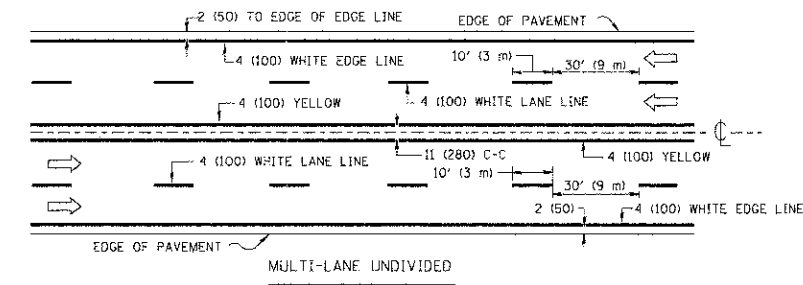 2 (50) TO EDGE OF EDGE LINE
EDGE OF PAVEMENT
4 (100) WHITE EDGE LINE
10' (3 m)
30' (9 m)
4 (100) YELLOW
4 (100) WHITE LANE LINE
CL
4 (100) WHITE LANE LINE
11 (280) C-C
4 (100) YELLOW
10' (3 m)
30' (9 m)
2 (50)
4 (100) WHITE EDGE LINE
EDGE OF PAVEMENT
MULTI-LANE UNDIVIDED